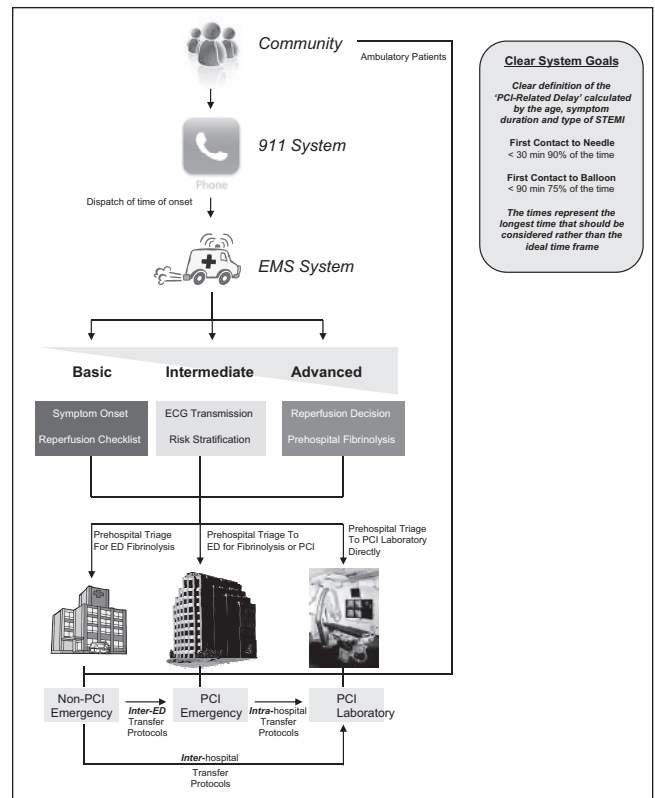 Community
Ambulatory Patients
911 System
Phone
Dispatch of time of onset
EMS System
Clear System Goals
Clear definition of the
‘PCI-Related Delay’ calculated
by the age, symptom
duration and type of STEMI
First Contact to Needle
< 30 min 90% of the time
First Contact to Balloon
< 90 min 75% of the time
The times represent the
longest time that should be
considered rather than the
ideal time frame
Basic
Intermediate
Advanced
Symptom Onset
Reperfusion Checklist
ECG Transmission
Risk Stratification
Reperfusion Decision
Prehospital Fibrinolysis
Prehospital Triage
For ED Fibrinolysis
Prehospital Triage To
ED for Fibrinolysis or PCI
Prehospital Triage
To PCI Laboratory
Directly
Non-PCI
Emergency
Inter-ED
Transfer
Protocols
PCI
Emergency
Intra-hospital
Transfer
Protocols
PCI
Laboratory
Inter-hospital
Transfer
Protocols